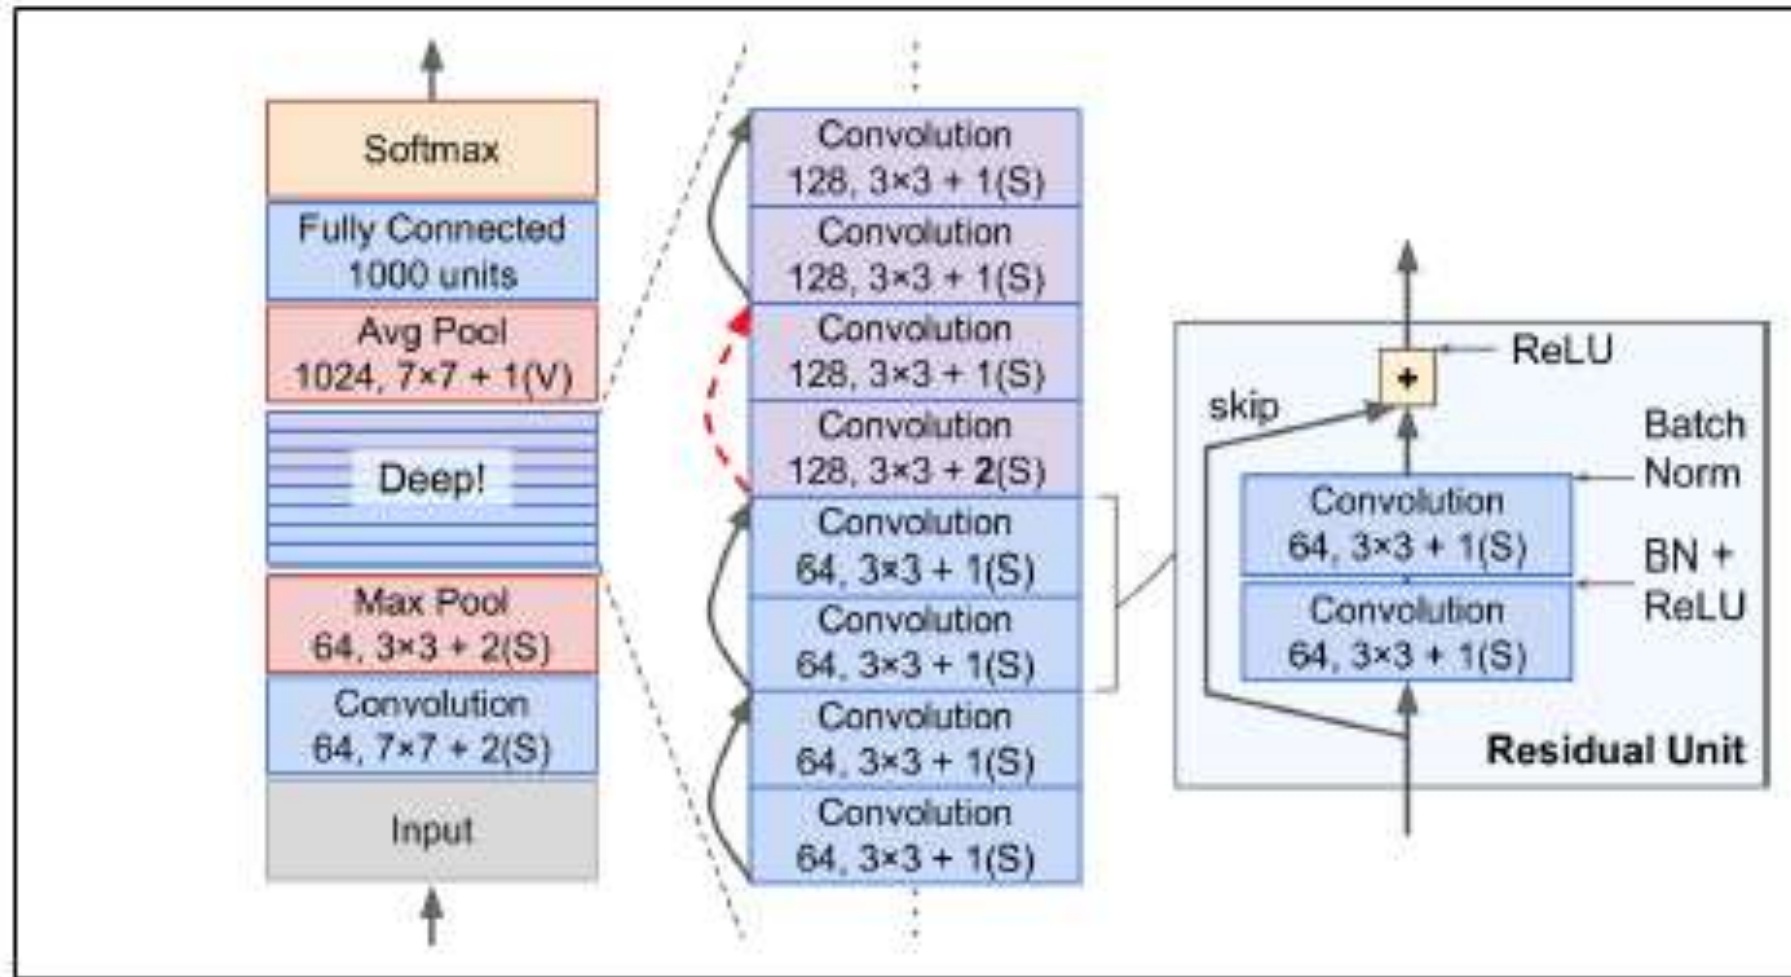 Softmax
Fully Connected
1000 units
Avg Pool
1024, 7×7 + 1(V)
Deep!
Max Pool
64, 3×3 + 2(S)
Convolution
64, 7×7 + 2(S)
Input
Convolution
128, 3×3 + 1(S)
Convolution
128, 3×3 + 1(S)
Convolution
128, 3×3 + 1(S)
Convolution
128, 3×3 + 2(S)
Convolution
64, 3×3 + 1(S)
Convolution
64, 3×3 + 1(S)
Convolution
64, 3×3 + 1(S)
Convolution
64, 3×3 + 1(S)
ReLU
+
skip
Batch
Norm
Convolution
64, 3×3 + 1(S)
BN +
ReLU
Convolution
64, 3×3 + 1(S)
Residual Unit